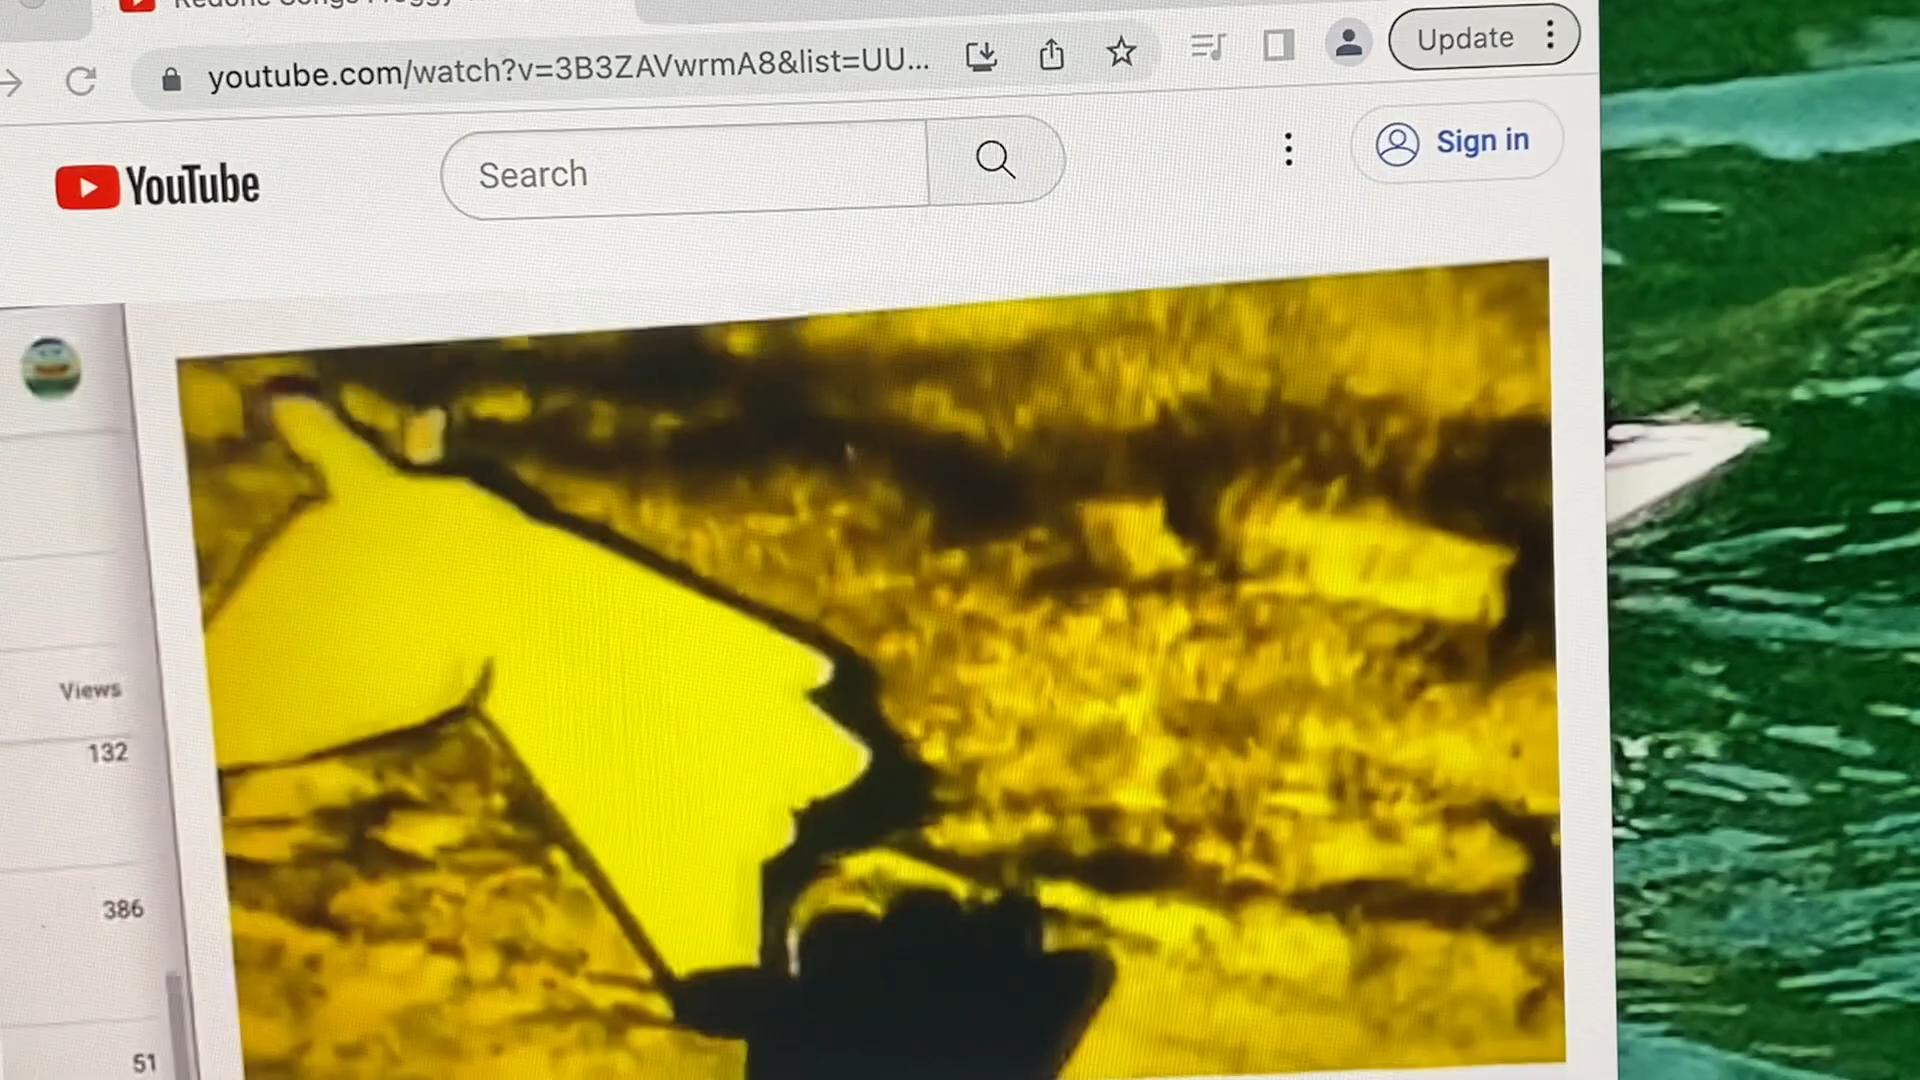 youtube.com/watch?v=3B3ZAVwrmA8&list=UU...
Update
YouTube
Search
Sign in
Views
132
386
51